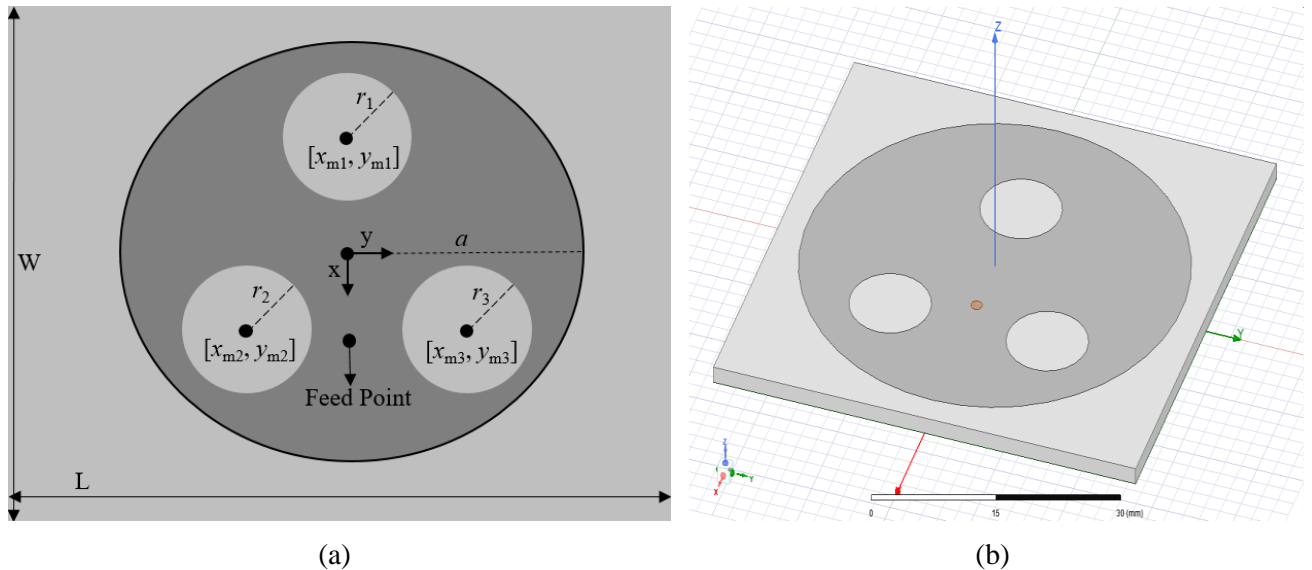 r1
[xm1, ym1]
W
y
a
x
r2
r3
[xm2, ym2]
[xm3, ym3]
Feed Point
L
(a)
Z
Y
Z
Y
X
0
15
30 (mm)
(b)